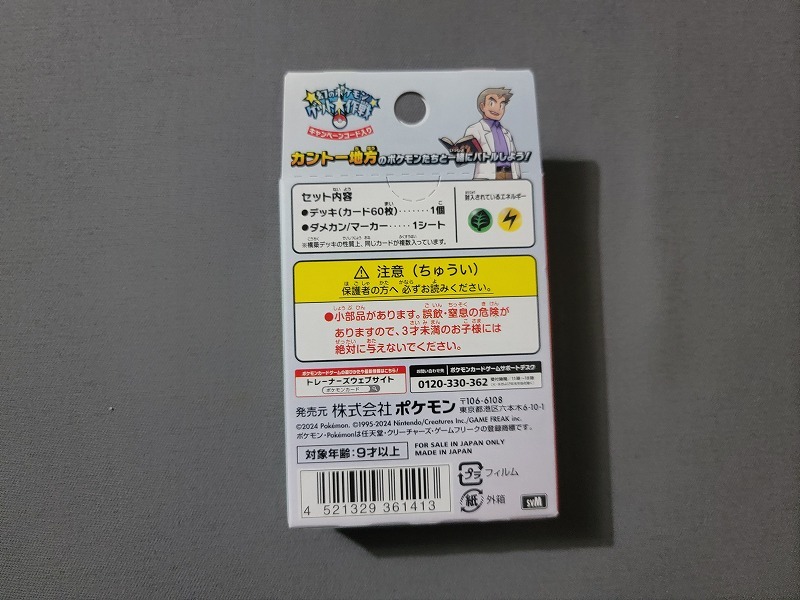 幻のポケモン
ゲット★作戦
キャンペーンコード入り
カントー地方のポケモンたちと一緒にバトルしよう!
セット内容
●デッキ(カード60枚)・・・・・・・1個
●ダメカン/マーカー・・・・・1シート
※構築デッキの性質上、同じカードが複数入っています。
封入されているエネルギー
注意(ちゅうい)
保護者の方へ 必ずお読みください。
●小部品があります。誤飲・窒息の危険が
ありますので、3才未満のお子様には
絶対に与えないでください。
ポケモンカードゲームの遊びかたや最新情報はこちら!
トレーナーズウェブサイト
ポケモンカード
お問い合わせ先 ポケモンカードゲームサポートデスク
0120-330-362
発売元 株式会社ポケモン 〒106-6108
東京都港区六本木6-10-1
©2024 Pokémon. ©1995-2024 Nintendo/Creatures Inc./GAME FREAK inc.
ポケモン・Pokémonは任天堂・クリーチャーズ・ゲームフリークの登録商標です。
対象年齢:9才以上
FOR SALE IN JAPAN ONLY
MADE IN JAPAN
プラ フィルム
紙 外箱
svM
4 521329 361413